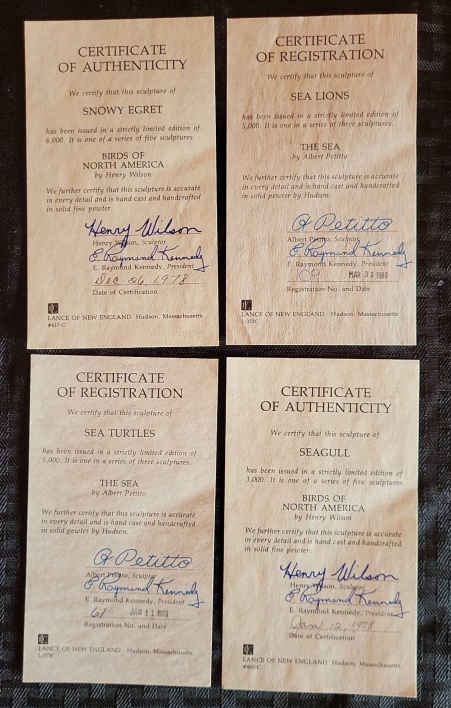 CERTIFICATE
OF AUTHENTICITY
We certify that this sculpture of
SNOWY EGRET
has been issued in a strictly limited edition of
6,000. It is one of a series of five sculptures.
BIRDS OF
NORTH AMERICA
by Henry Wilson
We further certify that this sculpture is accurate
in every detail and is hand cast and handcrafted
in solid fine pewter.
Henry Wilson
Henry Wilson, Sculptor
E Raymond Kennedy
E. Raymond Kennedy, President
Dec 26, 1978
Date of Certification
LANCE OF NEW ENGLAND Hudson, Massachusetts
CERTIFICATE
OF REGISTRATION
We certify that this sculpture of
SEA LIONS
has been issued in a strictly limited edition of
5,000. It is one in a series of three sculptures.
THE SEA
by Albert Petitto
We further certify that this sculpture is accurate
in every detail and is hand cast and handcrafted
in solid pewter by Hudson.
A Petitto
Albert Petitto, Sculptor
E Raymond Kennedy
E. Raymond Kennedy, President
109 MAR 31 1980
Registration No. and Date
LANCE OF NEW ENGLAND Hudson, Massachusetts
CERTIFICATE
OF REGISTRATION
We certify that this sculpture of
SEA TURTLES
has been issued in a strictly limited edition of
5,000. It is one in a series of three sculptures.
THE SEA
by Albert Petitto
We further certify that this sculpture is accurate
in every detail and is hand cast and handcrafted
in solid pewter by Hudson.
A Petitto
Albert Petitto, Sculptor
E Raymond Kennedy
E. Raymond Kennedy, President
61
Registration No. and Date
LANCE OF NEW ENGLAND Hudson, Massachusetts
CERTIFICATE
OF AUTHENTICITY
We certify that this sculpture of
SEAGULL
has been issued in a strictly limited edition of
It is one of a series of five sculptures.
BIRDS OF
NORTH AMERICA
by Henry Wilson
We further certify that this sculpture is accurate
in every detail and is hand cast and handcrafted
in solid fine pewter.
Henry Wilson
Henry Wilson, Sculptor
E Raymond Kennedy
E. Raymond Kennedy, President
Jan 12, 1978
Date of Certification
LANCE OF NEW ENGLAND Hudson, Massachusetts